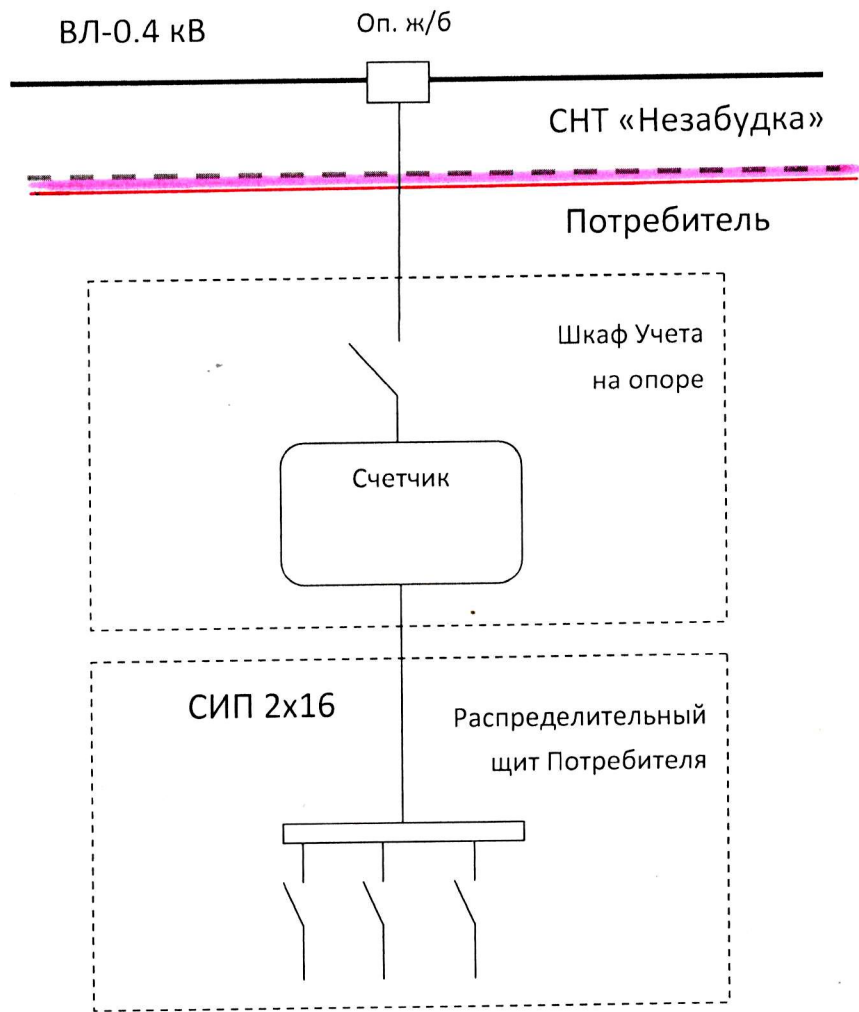 ВЛ-0.4 кВ
Оп. ж/б
СНТ «Незабудка»
Потребитель
Шкаф Учета
на опоре
Счетчик
СИП 2х16
Распределительный
щит Потребителя